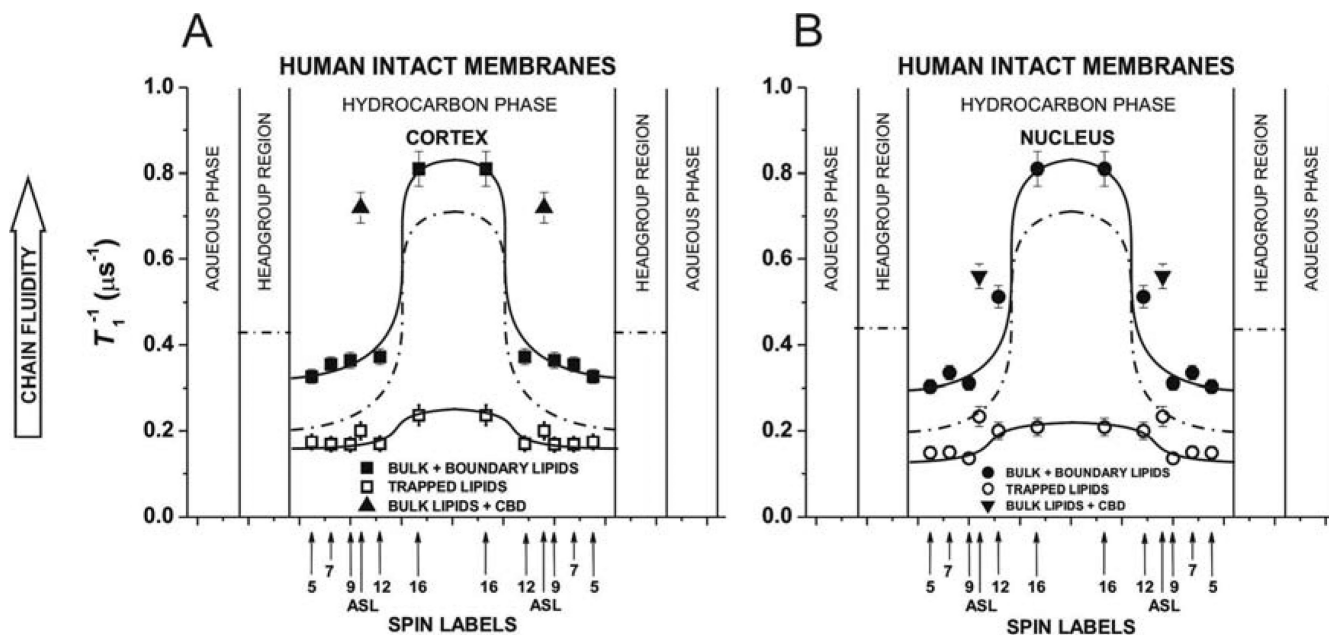 A
HUMAN INTACT MEMBRANES
HYDROCARBON PHASE
CORTEX
AQUEOUS PHASE
HEADGROUP REGION
HEADGROUP REGION
AQUEOUS PHASE
CHAIN FLUIDITY
T₁⁻¹ (μs⁻¹)
1.0
0.8
0.6
0.4
0.2
0.0
BULK + BOUNDARY LIPIDS
TRAPPED LIPIDS
BULK LIPIDS + CBD
5 7 9 ASL 12 16 16 12 ASL 9 7 5
SPIN LABELS
B
HUMAN INTACT MEMBRANES
HYDROCARBON PHASE
NUCLEUS
AQUEOUS PHASE
HEADGROUP REGION
HEADGROUP REGION
AQUEOUS PHASE
1.0
0.8
0.6
0.4
0.2
0.0
BULK + BOUNDARY LIPIDS
TRAPPED LIPIDS
BULK LIPIDS + CBD
5 7 9 ASL 12 16 16 12 ASL 9 7 5
SPIN LABELS